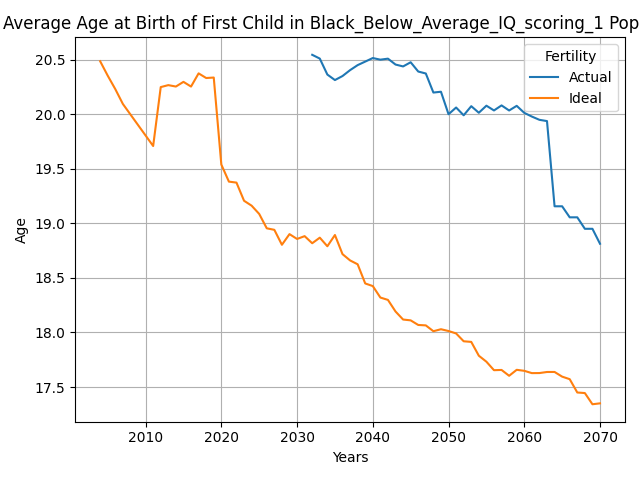 Average Age at Birth of First Child in Black_Below_Average_IQ_scoring_1 Pop
Fertility
Actual
Ideal
20.5
20.0
19.5
19.0
18.5
18.0
17.5
Age
2010 2020 2030 2040 2050 2060 2070
Years